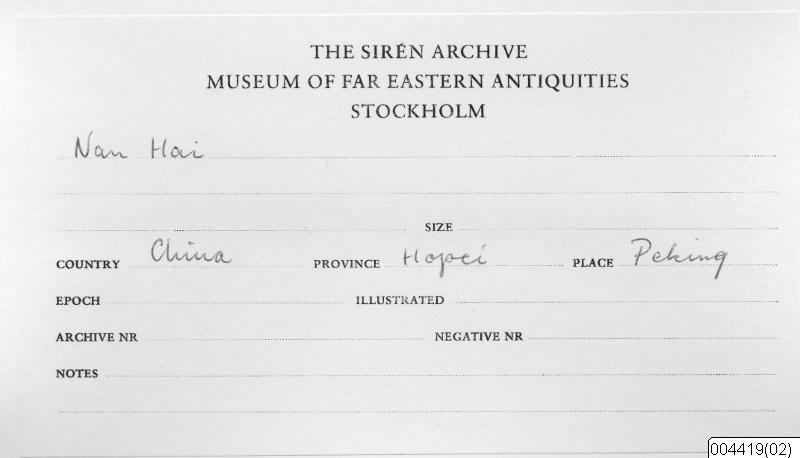 THE SIRÉN ARCHIVE
MUSEUM OF FAR EASTERN ANTIQUITIES
STOCKHOLM
Nan Hai
SIZE
COUNTRY China PROVINCE Hopei PLACE Peking
EPOCH ILLUSTRATED
ARCHIVE NR NEGATIVE NR
NOTES
004419(02)